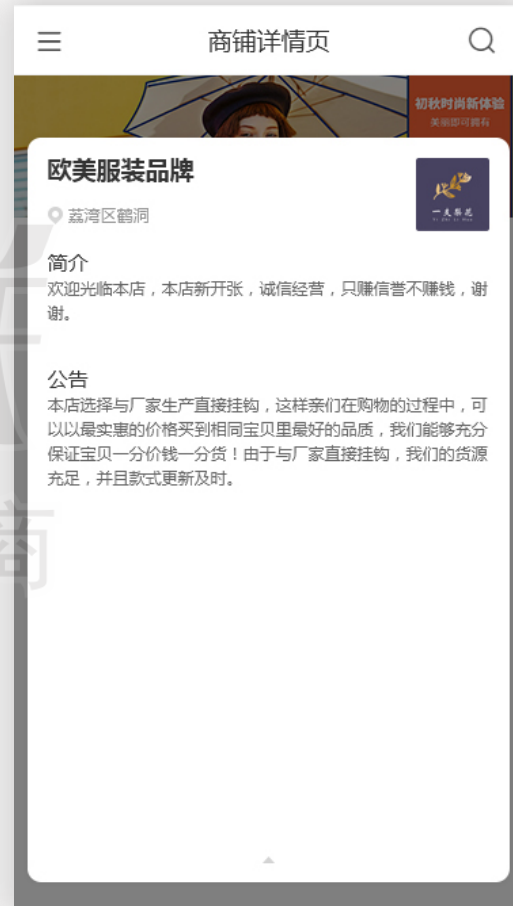 商铺详情页
初秋时尚新体验
美丽即可拥有
欧美服装品牌
荔湾区鹤洞
简介
欢迎光临本店，本店新开张，诚信经营，只赚信誉不赚钱，谢
谢。
公告
本店选择与厂家生产直接挂钩，这样亲们在购物的过程中，可
以以最实惠的价格买到相同宝贝里最好的品质，我们能够充分
保证宝贝一分价钱一分货！由于与厂家直接挂钩，我们的货源
充足，并且款式更新及时。
商